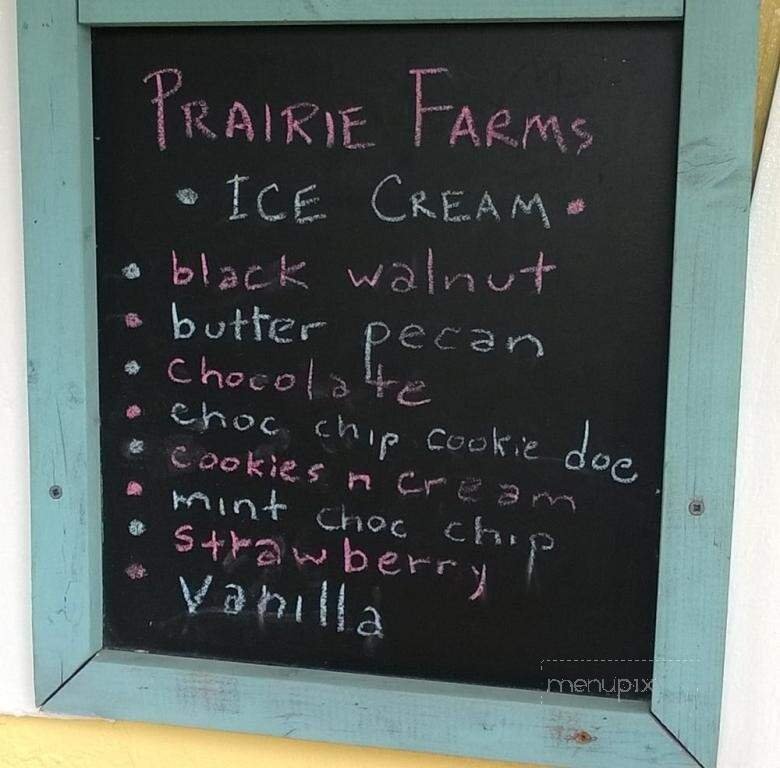 PRAIRIE FARMS
• ICE CREAM •
• black walnut
• butter pecan
• chocolate
• choc chip cookie doe
• cookies n cream
• mint choc chip
• strawberry
• Vanilla
menupix